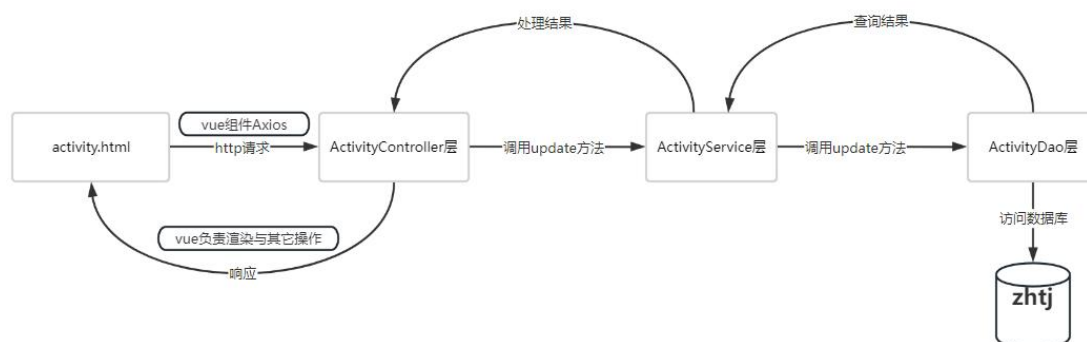 处理结果
查询结果
vue组件Axios
activity.html
http请求
ActivityController层
调用update方法
ActivityService层
调用update方法
ActivityDao层
vue负责渲染与其它操作
响应
访问数据库
zhtj